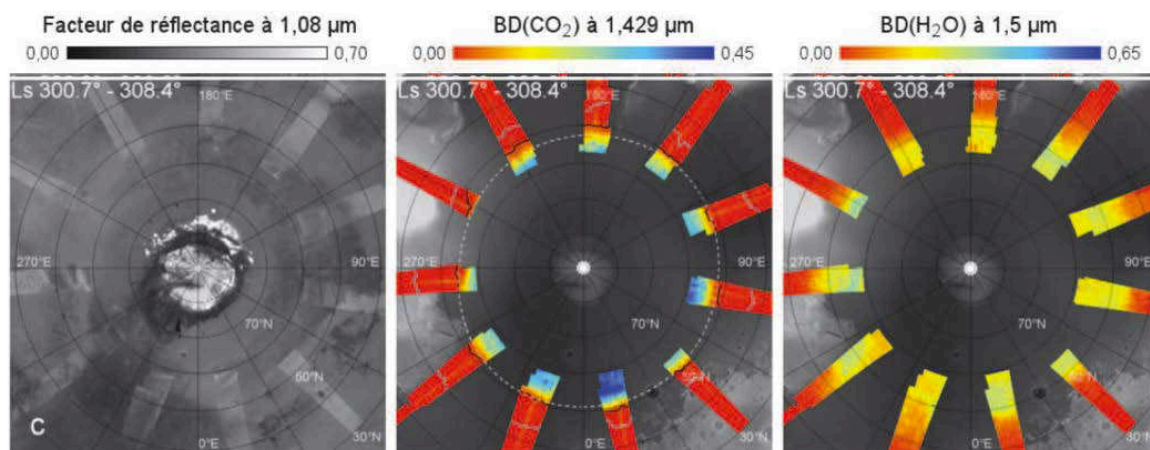 Facteur de réflectance à 1,08 µm
0,00 0,70
Ls 300.7° - 308.4°
180°E
270°E
90°E
70°N
60°N
0°E
30°N
C
BD(CO₂) à 1,429 µm
0,00 0,45
Ls 300.7° - 308.4°
180°E
270°E
90°E
70°N
0°E
30°N
BD(H₂O) à 1,5 µm
0,00 0,65
Ls 300.7° - 308.4°
270°E
90°E
70°N
0°E
30°N